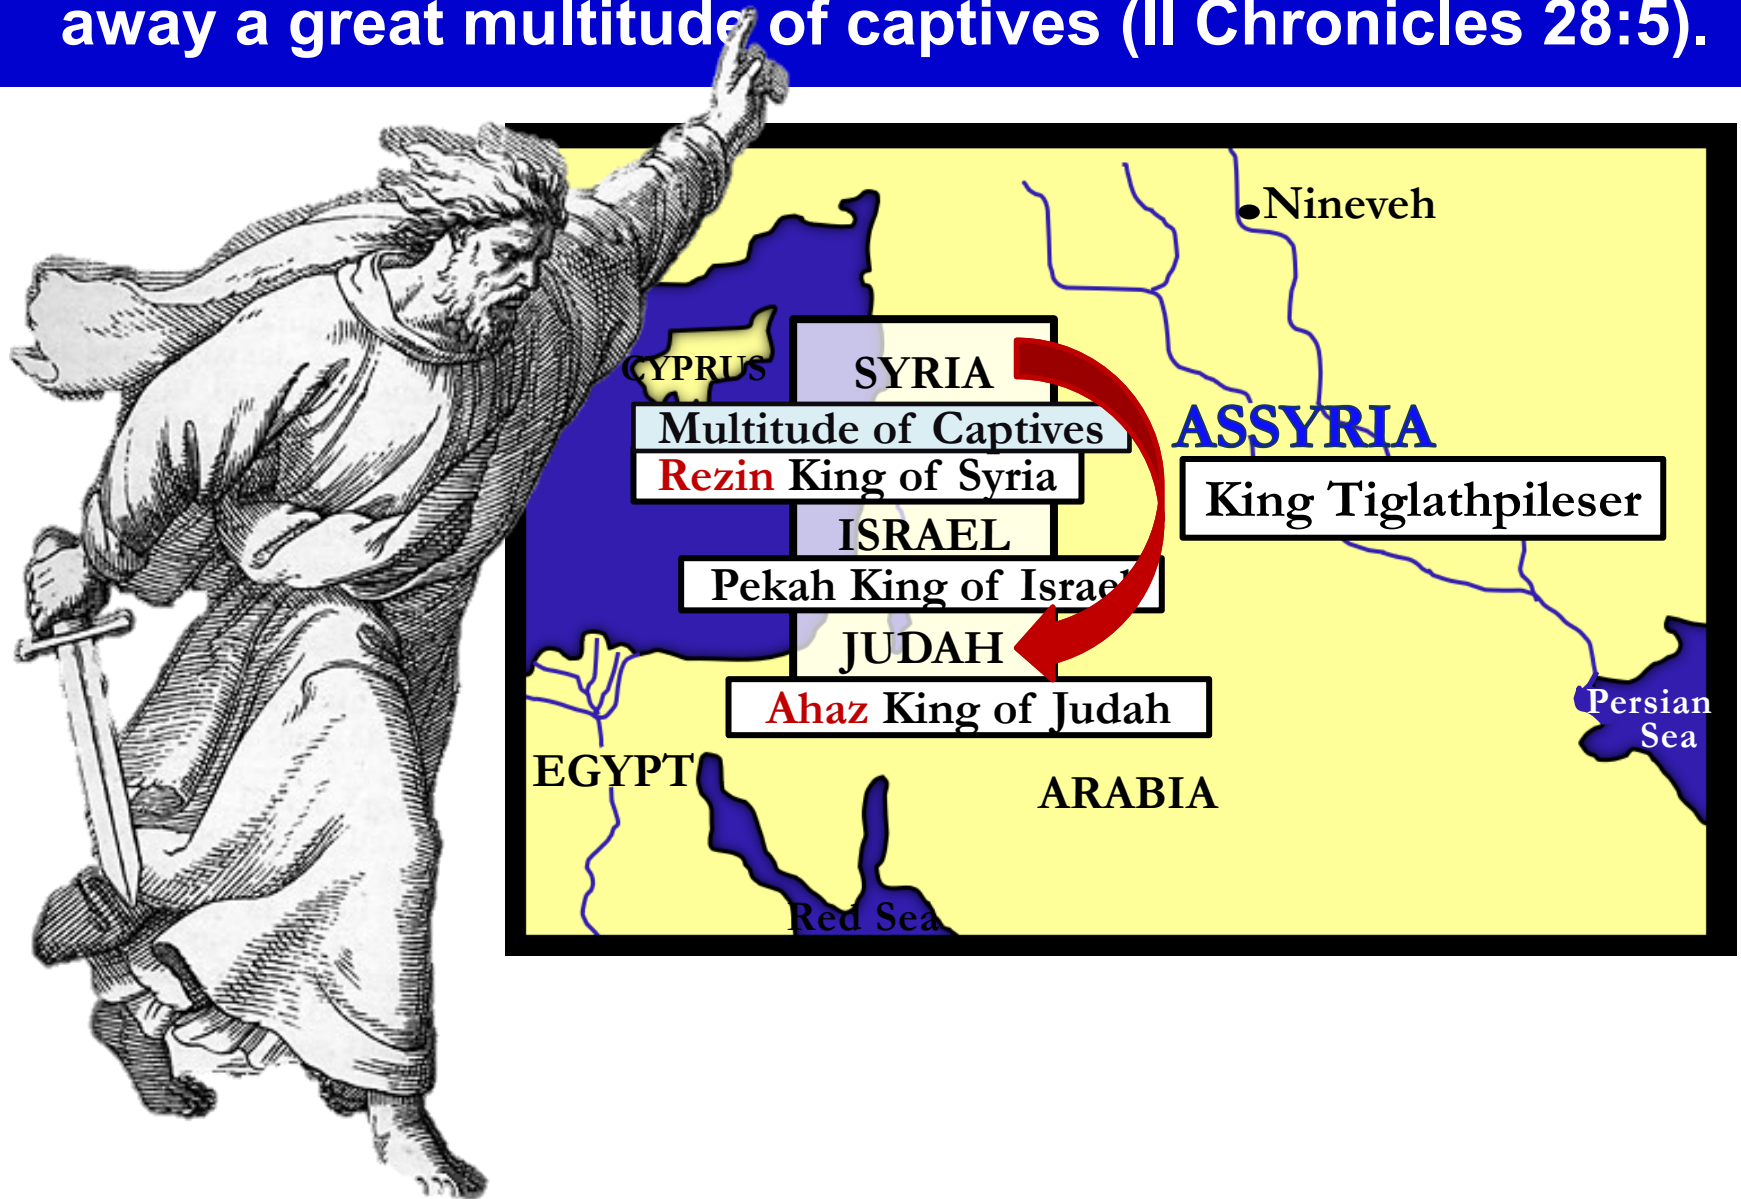 away a great multitude of captives (II Chronicles 28:5).
Nineveh
CYPRUS
SYRIA
Multitude of Captives
ASSYRIA
Rezin King of Syria
King Tiglathpileser
ISRAEL
Pekah King of Israel
JUDAH
Ahaz King of Judah
Persian
Sea
EGYPT
ARABIA
Red Sea